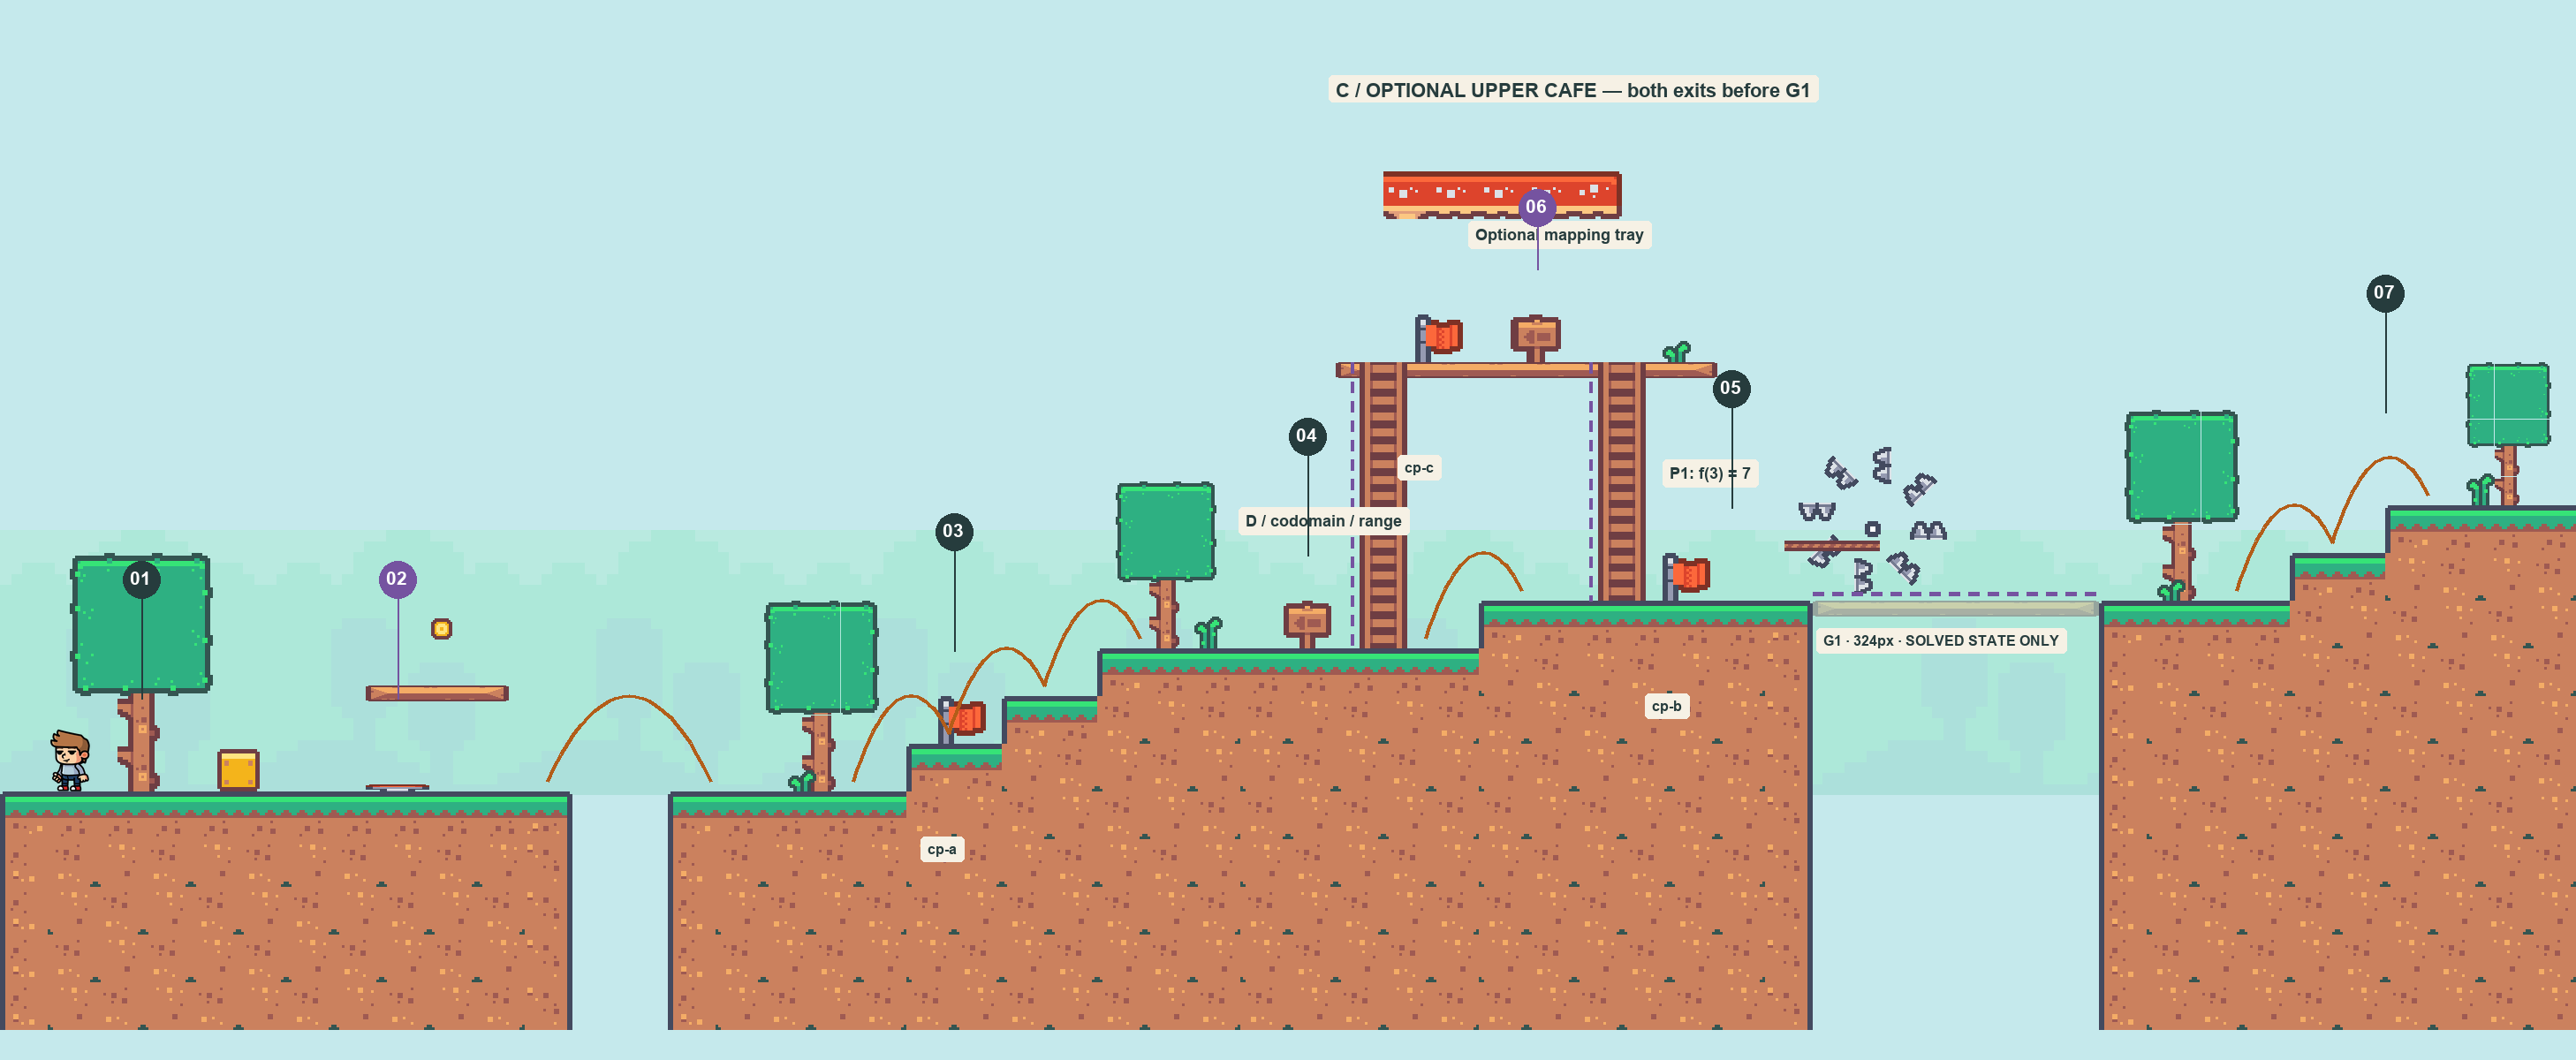 C / OPTIONAL UPPER CAFE — both exits before G1
06
Optional mapping tray
07
05
04
cp-c
P1: f(3) = 7
D / codomain / range
03
01
02
G1 · 324px · SOLVED STATE ONLY
cp-b
cp-a